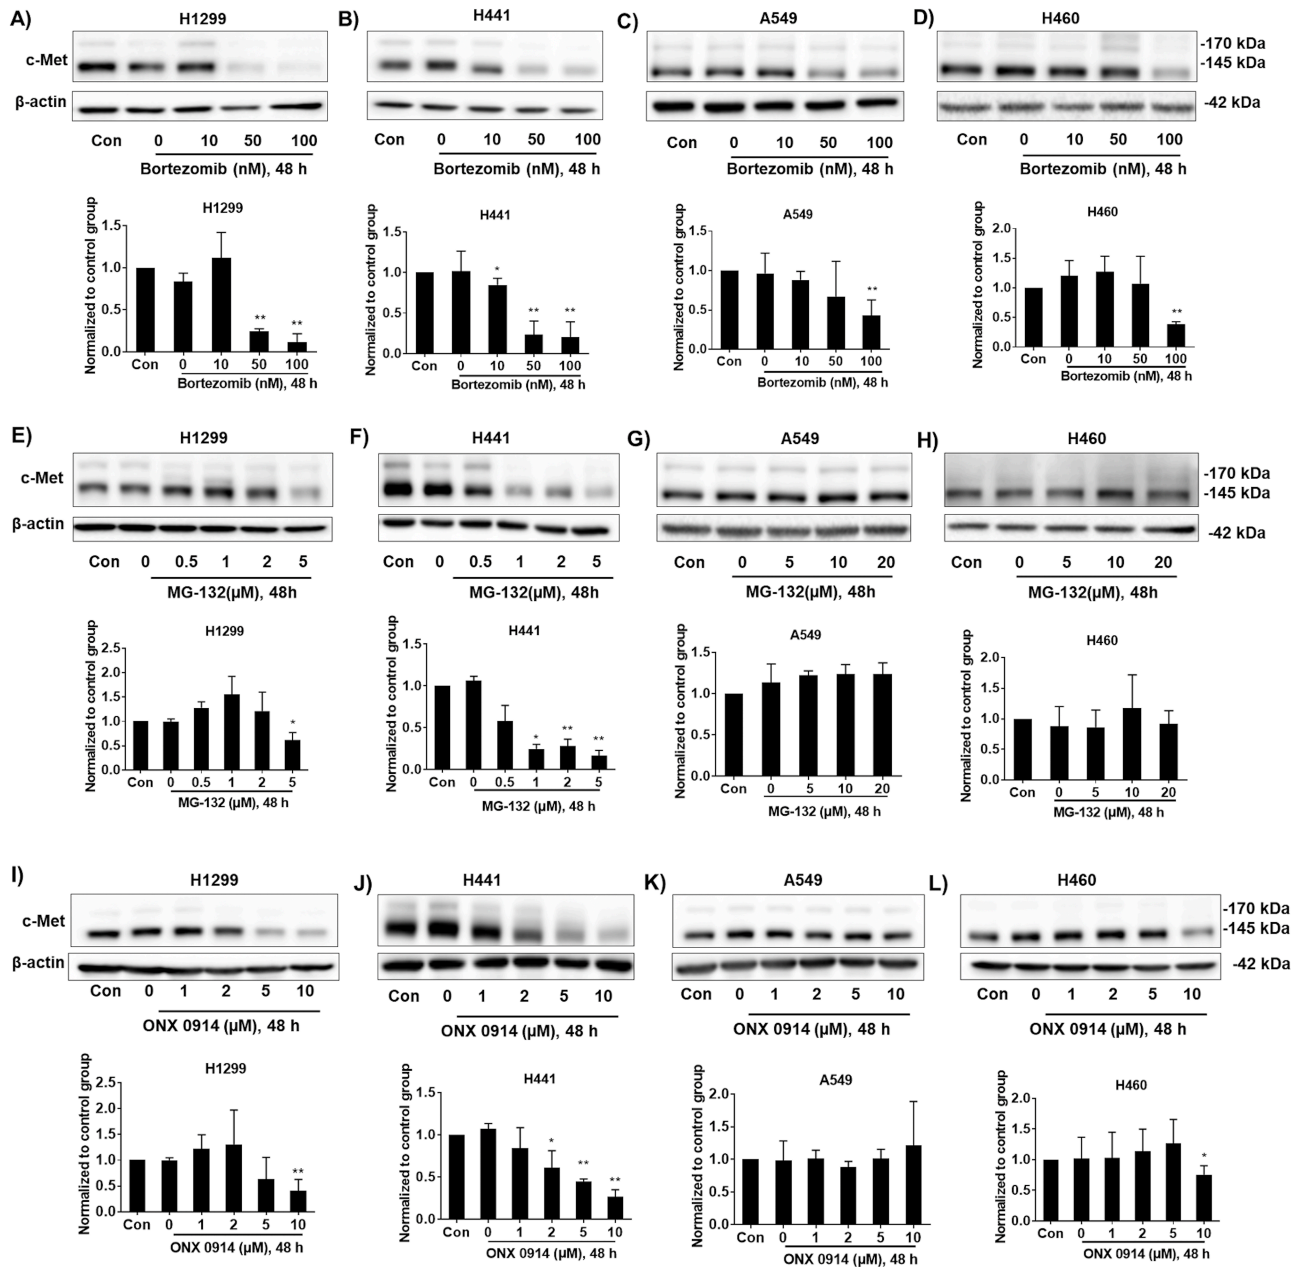 A) H1299
c-Met
β-actin
Con 0 10 50 100
Bortezomib (nM), 48 h
B) H441
Con 0 10 50 100
Bortezomib (nM), 48 h
C) A549
Con 0 10 50 100
Bortezomib (nM), 48 h
D) H460
-170 kDa
-145 kDa
-42 kDa
Con 0 10 50 100
Bortezomib (nM), 48 h
H1299
Normalized to control group
1.5
1.0
0.5
0.0
** **
Con 0 10 50 100
Bortezomib (nM), 48 h
H441
Normalized to control group
1.5
1.0
0.5
0.0
* ** **
Con 0 10 50 100
Bortezomib (nM), 48 h
A549
Normalized to control group
1.5
1.0
0.5
0.0
**
Con 0 10 50 100
Bortezomib (nM), 48 h
H460
Normalized to control group
2.0
1.5
1.0
0.5
0.0
**
Con 0 10 50 100
Bortezomib (nM), 48 h
E) H1299
c-Met
β-actin
Con 0 0.5 1 2 5
MG-132(μM), 48h
F) H441
Con 0 0.5 1 2 5
MG-132(μM), 48h
G) A549
Con 0 5 10 20
MG-132(μM), 48h
H) H460
-170 kDa
-145 kDa
-42 kDa
Con 0 5 10 20
MG-132(μM), 48h
H1299
Normalized to control group
2.5
2.0
1.5
1.0
0.5
0.0
*
Con 0 0.5 1 2 5
MG-132 (μM), 48 h
H441
Normalized to control group
1.5
1.0
0.5
0.0
* ** **
Con 0 0.5 1 2 5
MG-132 (μM), 48 h
A549
Normalized to control group
1.5
1.0
0.5
0.0
Con 0 5 10 20
MG-132 (μM), 48 h
H460
Normalized to control group
2.0
1.5
1.0
0.5
0.0
Con 0 5 10 20
MG-132 (μM), 48 h
I) H1299
c-Met
β-actin
Con 0 1 2 5 10
ONX 0914 (μM), 48 h
J) H441
Con 0 1 2 5 10
ONX 0914 (μM), 48 h
K) A549
Con 0 1 2 5 10
ONX 0914 (μM), 48 h
L) H460
-170 kDa
-145 kDa
-42 kDa
Con 0 1 2 5 10
ONX 0914 (μM), 48 h
H1299
Normalized to control group
2.5
2.0
1.5
1.0
0.5
0.0
**
Con 0 1 2 5 10
ONX 0914 (μM), 48 h
H441
Normalized to control group
1.5
1.0
0.5
0.0
* ** **
Con 0 1 2 5 10
ONX 0914 (μM), 48 h
A549
Normalized to control group
2.0
1.5
1.0
0.5
0.0
Con 0 1 2 5 10
ONX 0914 (μM), 48 h
H460
Normalized to control group
2.0
1.5
1.0
0.5
0.0
*
Con 0 1 2 5 10
ONX 0914 (μM), 48 h